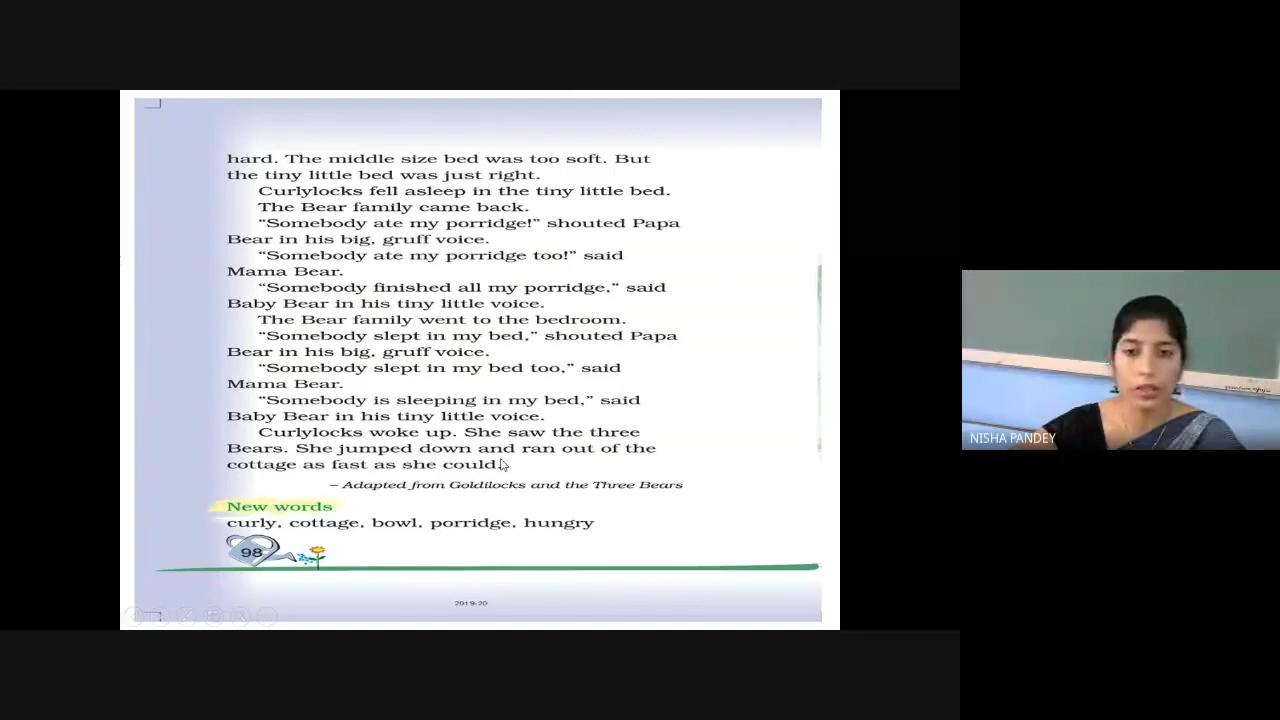 hard. The middle size bed was too soft. But
the tiny little bed was just right.
Curlylocks fell asleep in the tiny little bed.
The Bear family came back.
“Somebody ate my porridge!” shouted Papa
Bear in his big, gruff voice.
“Somebody ate my porridge too!” said
Mama Bear.
“Somebody finished all my porridge,” said
Baby Bear in his tiny little voice.
The Bear family went to the bedroom.
“Somebody slept in my bed,” shouted Papa
Bear in his big, gruff voice.
“Somebody slept in my bed too,” said
Mama Bear.
“Somebody is sleeping in my bed,” said
Baby Bear in his tiny little voice.
Curlylocks woke up. She saw the three
Bears. She jumped down and ran out of the
cottage as fast as she could.
– Adapted from Goldilocks and the Three Bears
New words
curly, cottage, bowl, porridge, hungry
98
2019-20
NISHA PANDEY